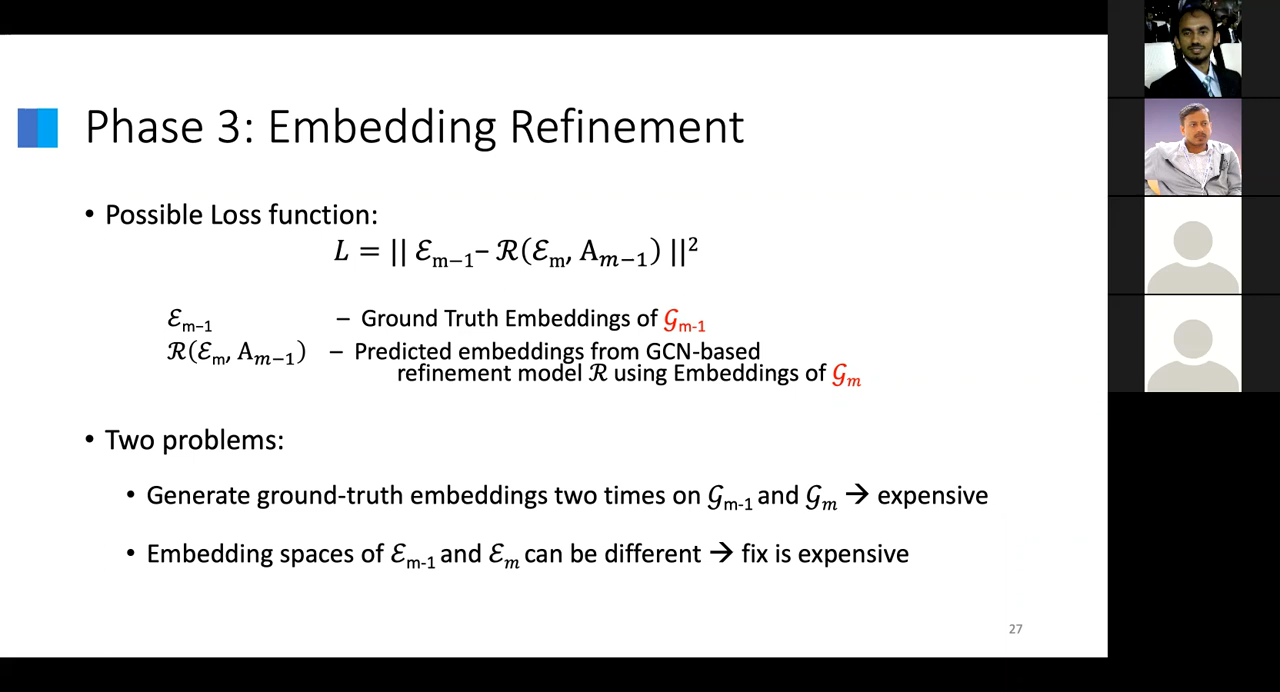 Phase 3: Embedding Refinement
• Possible Loss function:
L = || ℰm−1− ℛ(ℰm, Am−1) ||²
ℰm−1 – Ground Truth Embeddings of 𝒢m-1
ℛ(ℰm, Am−1) – Predicted embeddings from GCN-based
refinement model ℛ using Embeddings of 𝒢m
• Two problems:
• Generate ground-truth embeddings two times on 𝒢m-1 and 𝒢m → expensive
• Embedding spaces of ℰm-1 and ℰm can be different → fix is expensive
27